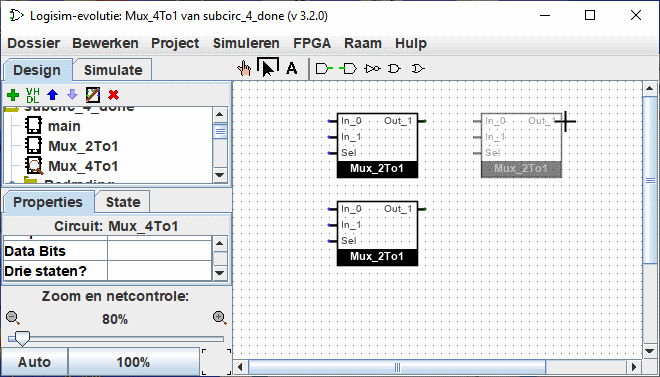 Logisim-evolutie: Mux_4To1 van subcirc_4_done (v 3.2.0)
Dossier Bewerken Project Simuleren FPGA Raam Hulp
Design Simulate
A
VH
DL
subcirc_4_done
main
Mux_2To1
Mux_4To1
Bedrading
Properties State
Circuit: Mux_4To1
Data Bits
Drie staten?
Zoom en netcontrole:
80%
Auto 100%
In_0 Out_1
In_1
Sel
Mux_2To1
In_0 Out_1
In_1
Sel
Mux_2To1
In_0 Out_1
In_1
Sel
Mux_2To1